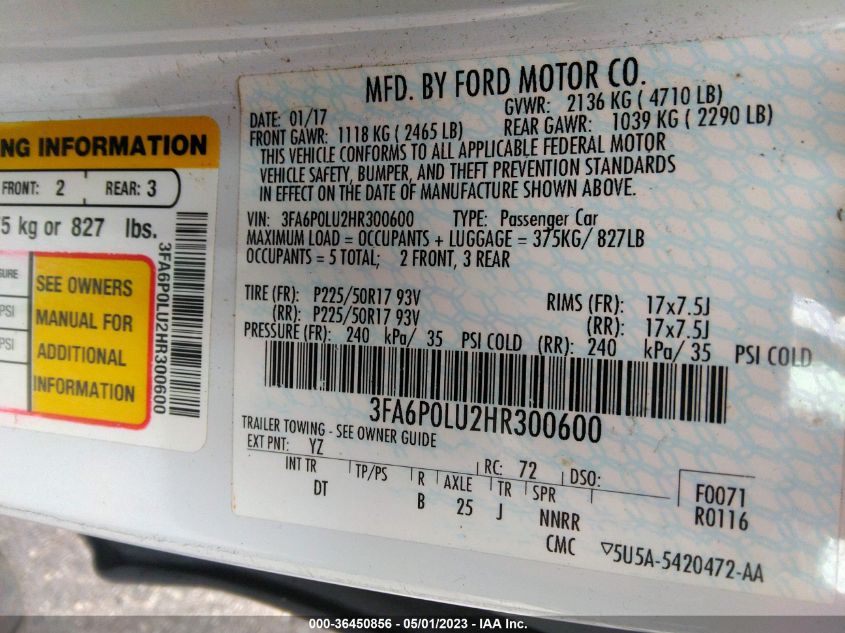 MFD. BY FORD MOTOR CO.
DATE: 01/17 GVWR: 2136 KG ( 4710 LB)
FRONT GAWR: 1118 KG ( 2465 LB) REAR GAWR: 1039 KG ( 2290 LB)
THIS VEHICLE CONFORMS TO ALL APPLICABLE FEDERAL MOTOR
VEHICLE SAFETY, BUMPER, AND THEFT PREVENTION STANDARDS
IN EFFECT ON THE DATE OF MANUFACTURE SHOWN ABOVE.
VIN: 3FA6P0LU2HR300600 TYPE: Passenger Car
MAXIMUM LOAD = OCCUPANTS + LUGGAGE = 375KG/ 827LB
OCCUPANTS = 5 TOTAL; 2 FRONT, 3 REAR
TIRE (FR): P225/50R17 93V RIMS (FR): 17x7.5J
(RR): P225/50R17 93V (RR): 17x7.5J
PRESSURE (FR): 240 kPa/ 35 PSI COLD (RR): 240 kPa/ 35 PSI COLD
3FA6P0LU2HR300600
TRAILER TOWING - SEE OWNER GUIDE
EXT PNT: YZ RC: 72 DSO: F0071
INT TR TP/PS R AXLE TR SPR R0116
DT B 25 J NNRR
CMC ▽5U5A-5420472-AA
NG INFORMATION
FRONT: 2 REAR: 3
5 kg or 827 lbs.
SURE
PSI
PSI
SEE OWNERS
MANUAL FOR
ADDITIONAL
INFORMATION
3FA6P0LU2HR300600
000-36450856 / 05/01/2023 - IAA Inc.